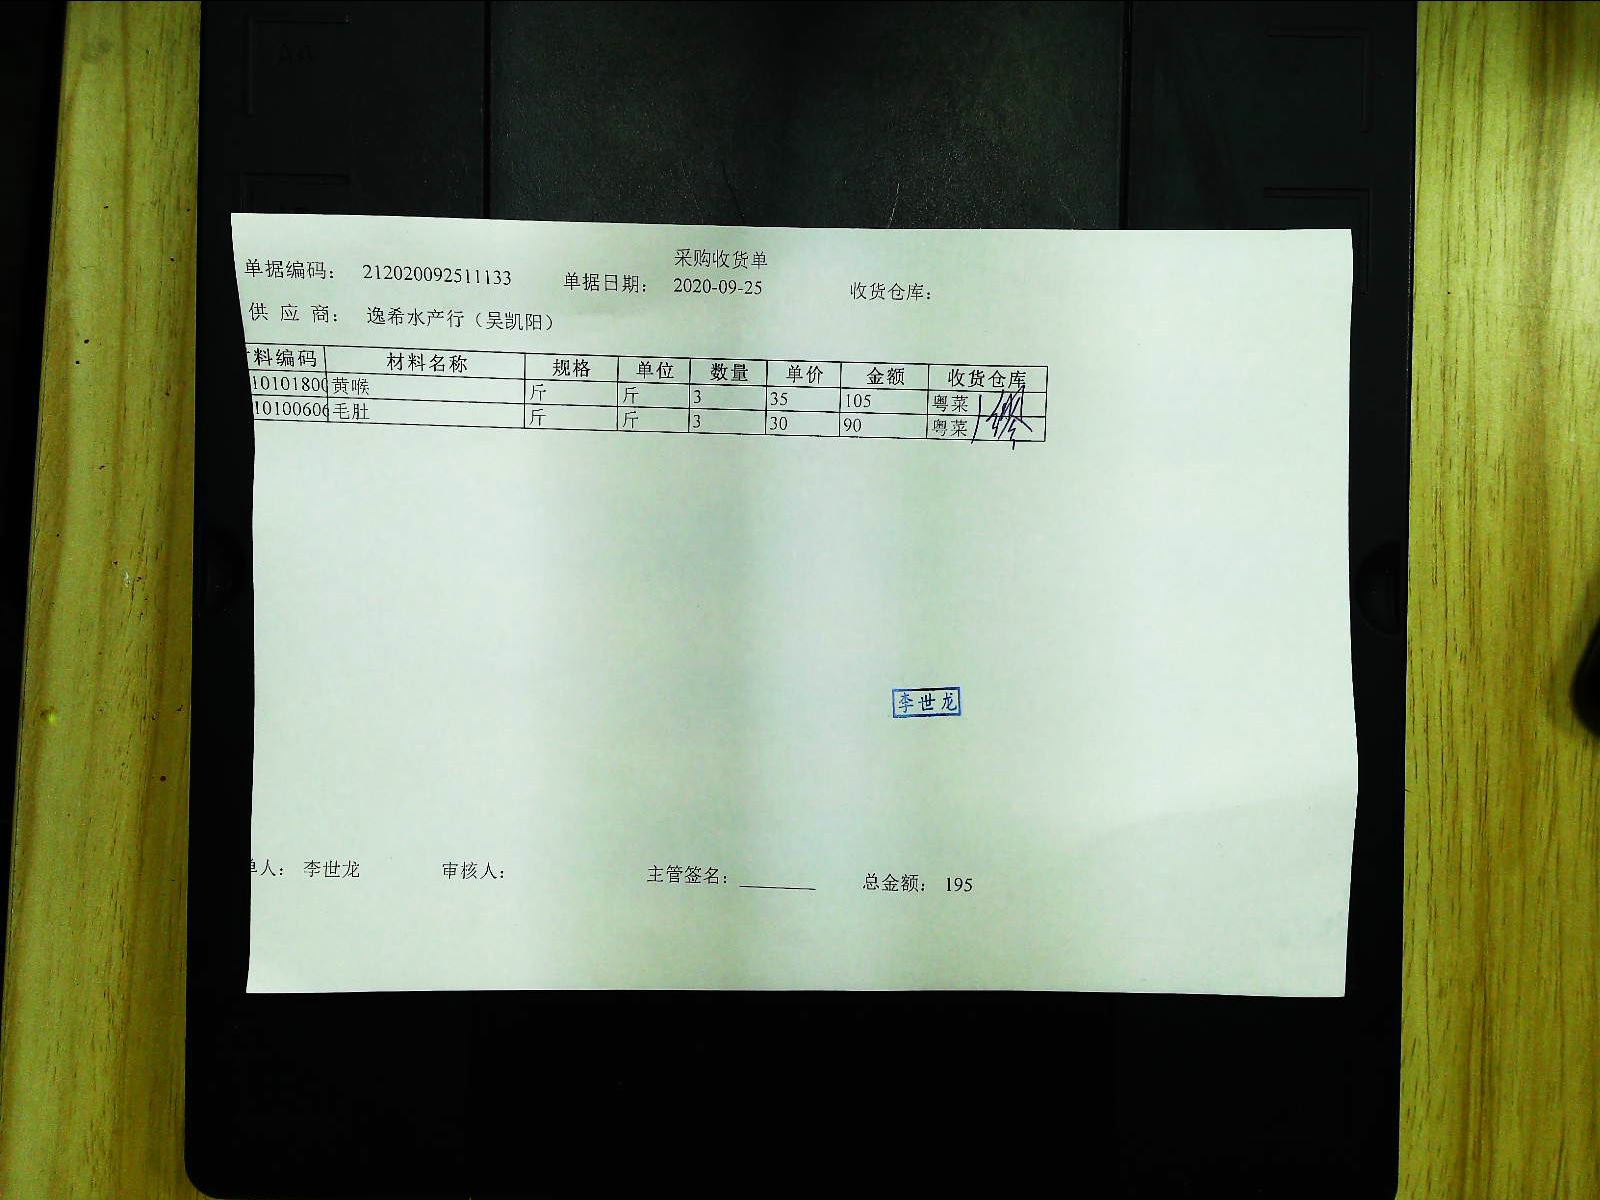 采购收货单
单据编码： 212020092511133 单据日期： 2020-09-25 收货仓库：
供 应 商： 逸希水产行（吴凯阳）
料编码 材料名称 规格 单位 数量 单价 金额 收货仓库
10101800 黄喉 斤 斤 3 35 105 粤菜
10100606 毛肚 斤 斤 3 30 90 粤菜
李世龙
单人： 李世龙 审核人： 主管签名： 总金额： 195